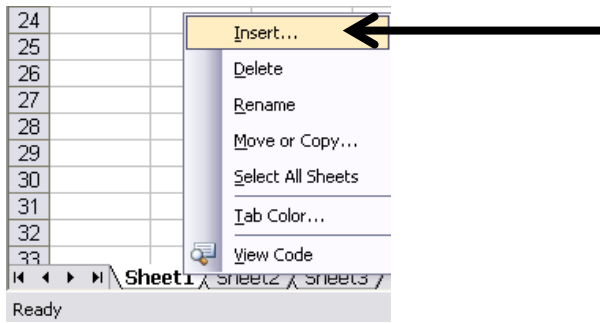 24
25
26
27
28
29
30
31
32
33
Insert...
Delete
Rename
Move or Copy...
Select All Sheets
Tab Color...
View Code
Sheet1 Sheet2 Sheet3
Ready